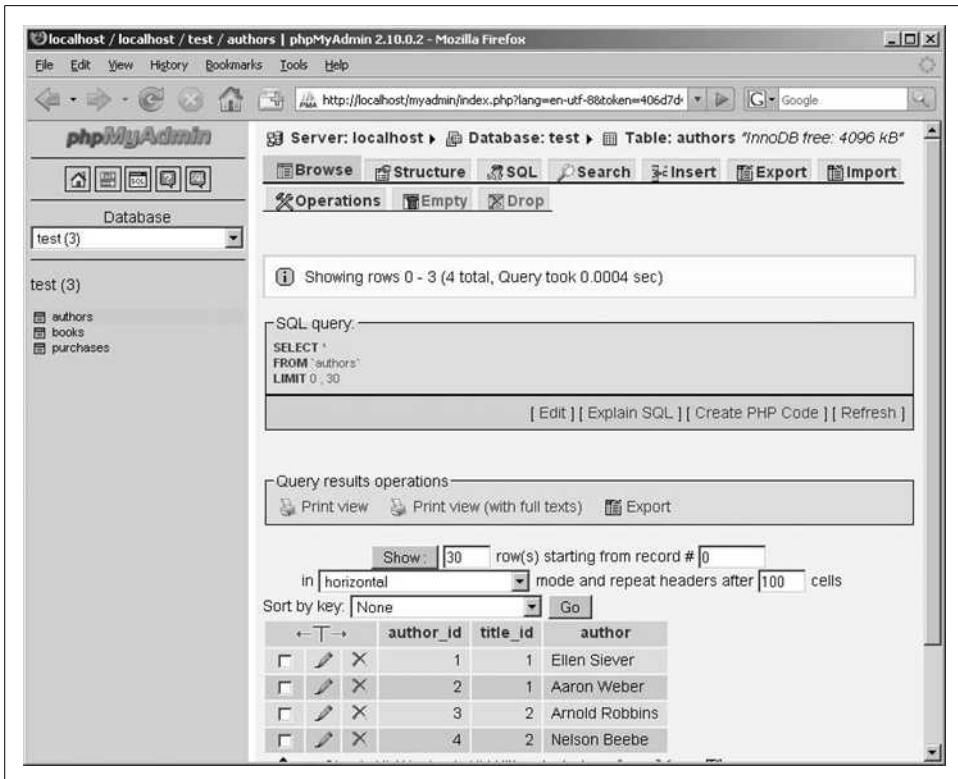 localhost / localhost / test / authors | phpMyAdmin 2.10.0.2 - Mozilla Firefox
File Edit View History Bookmarks Tools Help
http://localhost/myadmin/index.php?lang=en-utf-8&token=406d7d
G Google
phpMyAdmin
Server: localhost Database: test Table: authors "InnoDB free: 4096 kB"
Browse Structure SQL Search Insert Export Import
Operations Empty Drop
Database
test (3)
test (3)
authors
books
purchases
Showing rows 0 - 3 (4 total, Query took 0.0004 sec)
SQL query:
SELECT *
FROM `authors`
LIMIT 0 , 30
[ Edit ] [ Explain SQL ] [ Create PHP Code ] [ Refresh ]
Query results operations
Print view Print view (with full texts) Export
Show : 30 row(s) starting from record # 0
in horizontal mode and repeat headers after 100 cells
Sort by key: None Go
←T→ author_id title_id author
1 1 Ellen Siever
2 1 Aaron Weber
3 2 Arnold Robbins
4 2 Nelson Beebe